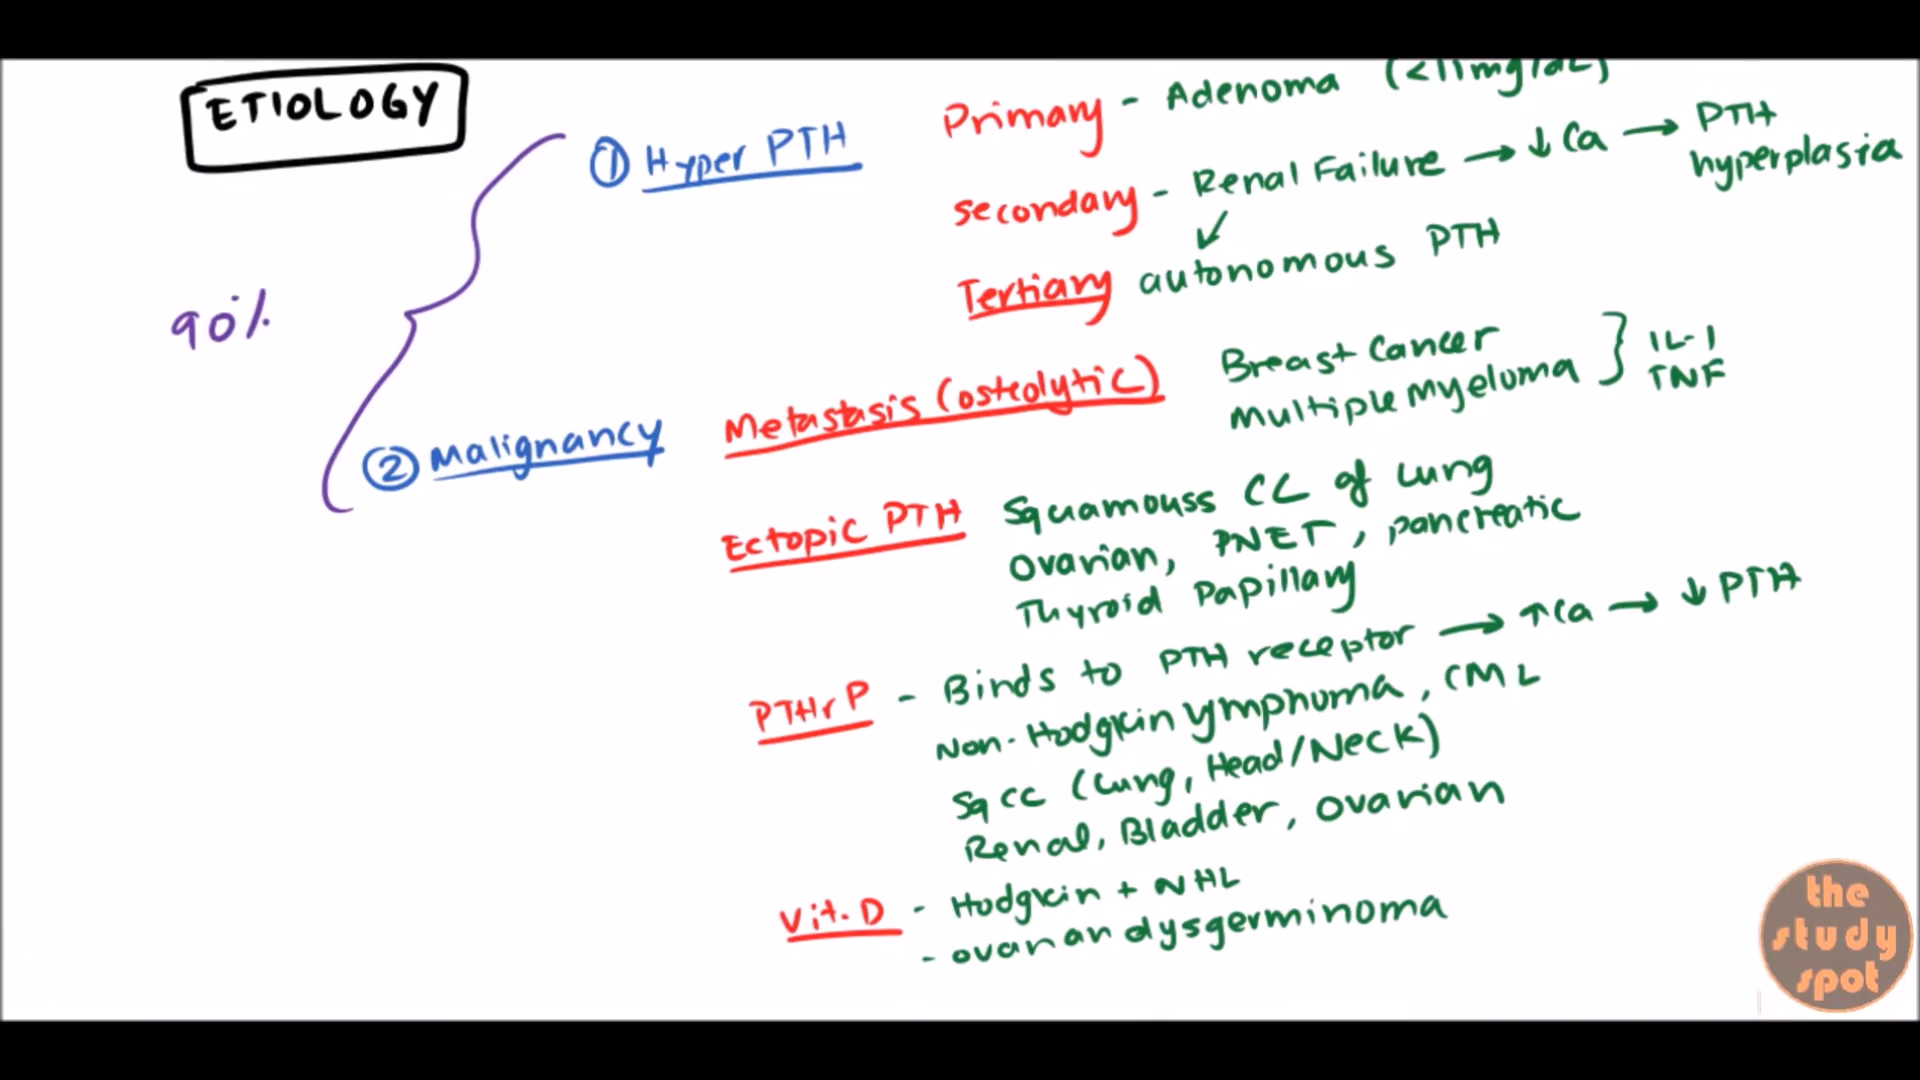 ETIOLOGY
① Hyper PTH
Primary - Adenoma (<11mg/dL)
secondary - Renal Failure → ↓ Ca → PTH
hyperplasia
Tertiary autonomous PTH
90%
② Malignancy
Metastasis (osteolytic)
Breast Cancer
Multiple Myeloma } IL-1
TNF
Ectopic PTH
Squamouss CC of Lung
Ovarian, PNET, pancreatic
Thyroid Papillary
PTHrP - Binds to PTH receptor → ↑Ca → ↓ PTH
Non-Hodgkin lymphoma, CML
Sq CC (Lung, Head/Neck)
Renal, Bladder, Ovarian
Vit. D - Hodgkin + NHL
- ovarian dysgerminoma
the
study
spot